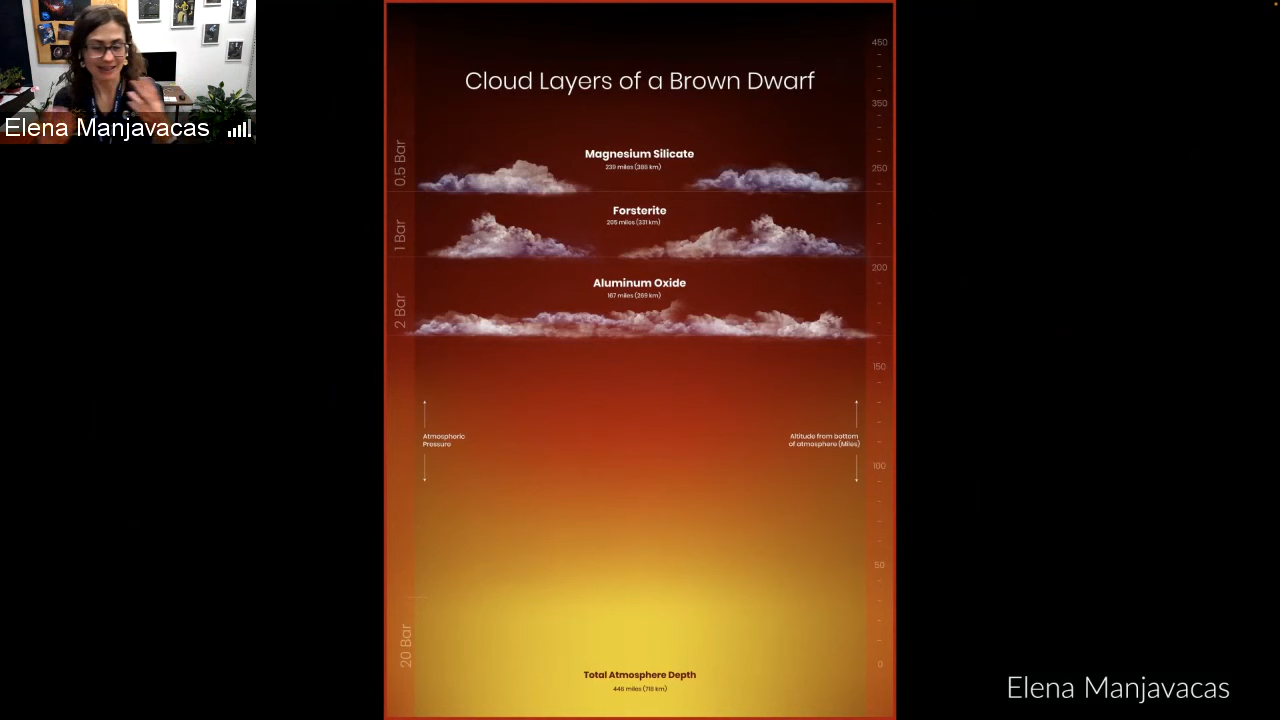 Elena Manjavacas
Cloud Layers of a Brown Dwarf
450
350
0.5 Bar
Magnesium Silicate
250
Forsterite
205 miles (331 km)
1 Bar
200
Aluminum Oxide
2 Bar
150
Atmospheric
Pressure
Altitude from bottom
of atmosphere (Miles)
100
50
20 Bar
0
Total Atmosphere Depth
Elena Manjavacas